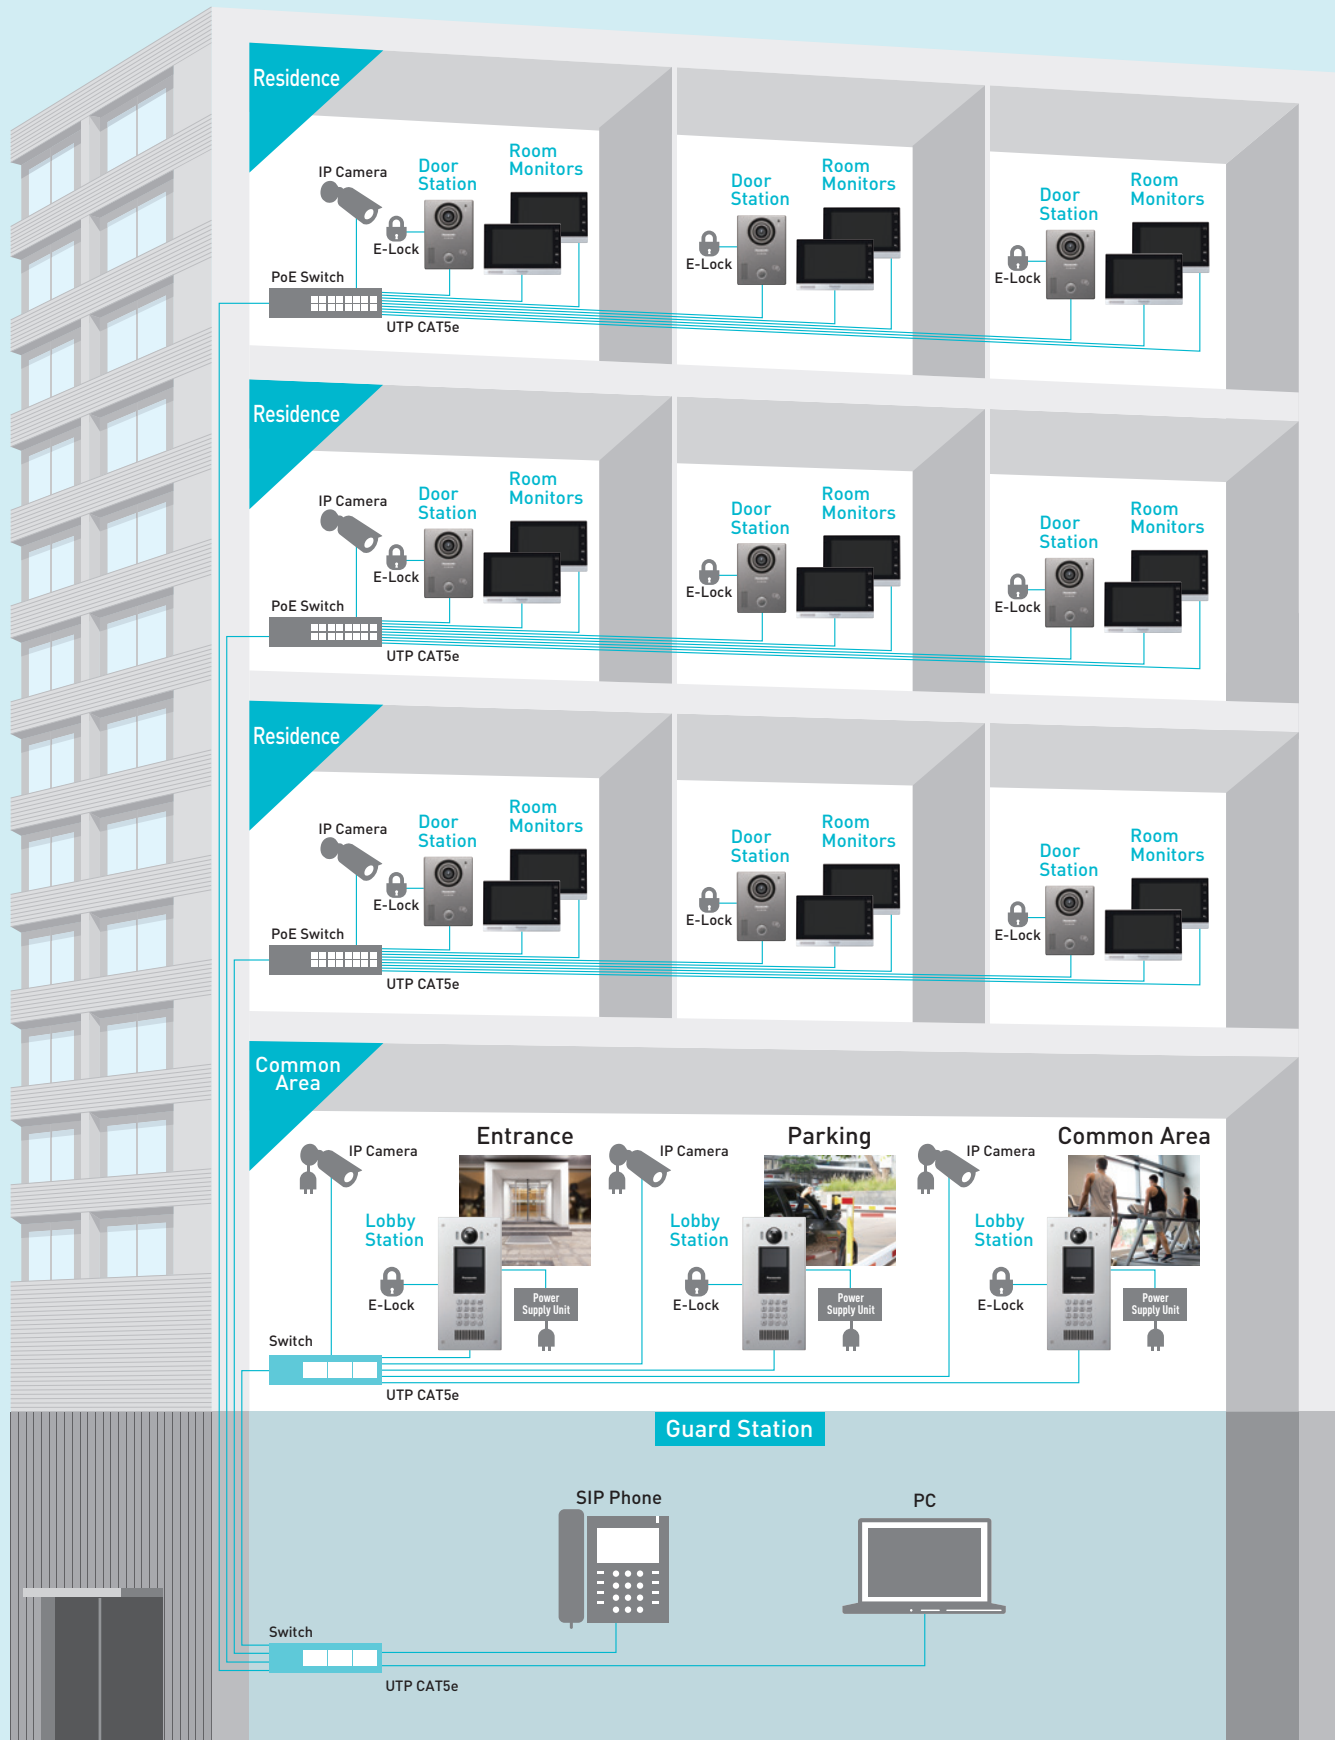 Residence
IP Camera
Door
Station
Room
Monitors
E-Lock
PoE Switch
UTP CAT5e
Door
Station
Room
Monitors
E-Lock
Door
Station
Room
Monitors
E-Lock
Residence
IP Camera
Door
Station
Room
Monitors
E-Lock
PoE Switch
UTP CAT5e
Door
Station
Room
Monitors
E-Lock
Door
Station
Room
Monitors
E-Lock
Residence
IP Camera
Door
Station
Room
Monitors
E-Lock
PoE Switch
UTP CAT5e
Door
Station
Room
Monitors
E-Lock
Door
Station
Room
Monitors
E-Lock
Common
Area
Entrance
IP Camera
Lobby
Station
E-Lock
Power
Supply Unit
Parking
IP Camera
Lobby
Station
E-Lock
Power
Supply Unit
Common Area
IP Camera
Lobby
Station
E-Lock
Power
Supply Unit
Switch
UTP CAT5e
Guard Station
SIP Phone
PC
Switch
UTP CAT5e